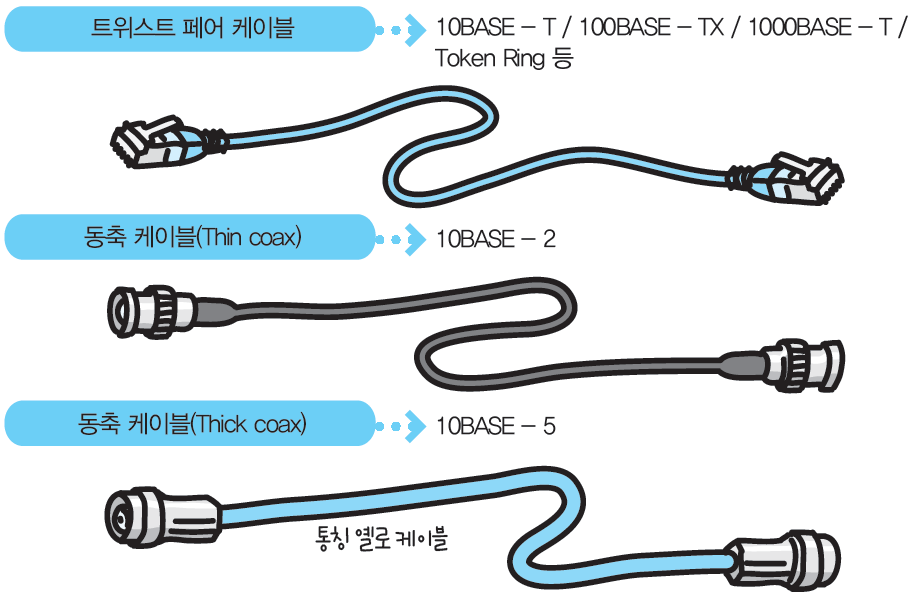 트위스트 페어 케이블
10BASE – T / 100BASE – TX / 1000BASE – T /
Token Ring 등
동축 케이블(Thin coax)
10BASE – 2
동축 케이블(Thick coax)
10BASE – 5
통칭 옐로 케이블